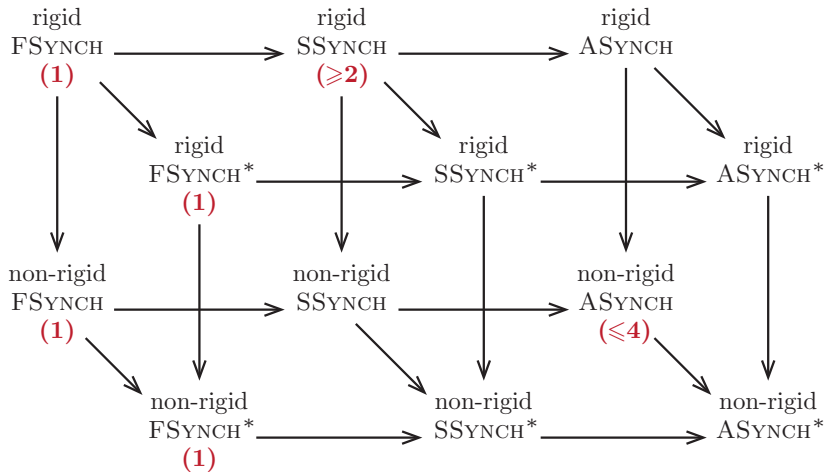 rigid
FSYNCH
(1)
rigid
SSYNCH
(⩾2)
rigid
ASYNCH
rigid
FSYNCH*
(1)
rigid
SSYNCH*
rigid
ASYNCH*
non-rigid
FSYNCH
(1)
non-rigid
SSYNCH
non-rigid
ASYNCH
(⩽4)
non-rigid
FSYNCH*
(1)
non-rigid
SSYNCH*
non-rigid
ASYNCH*